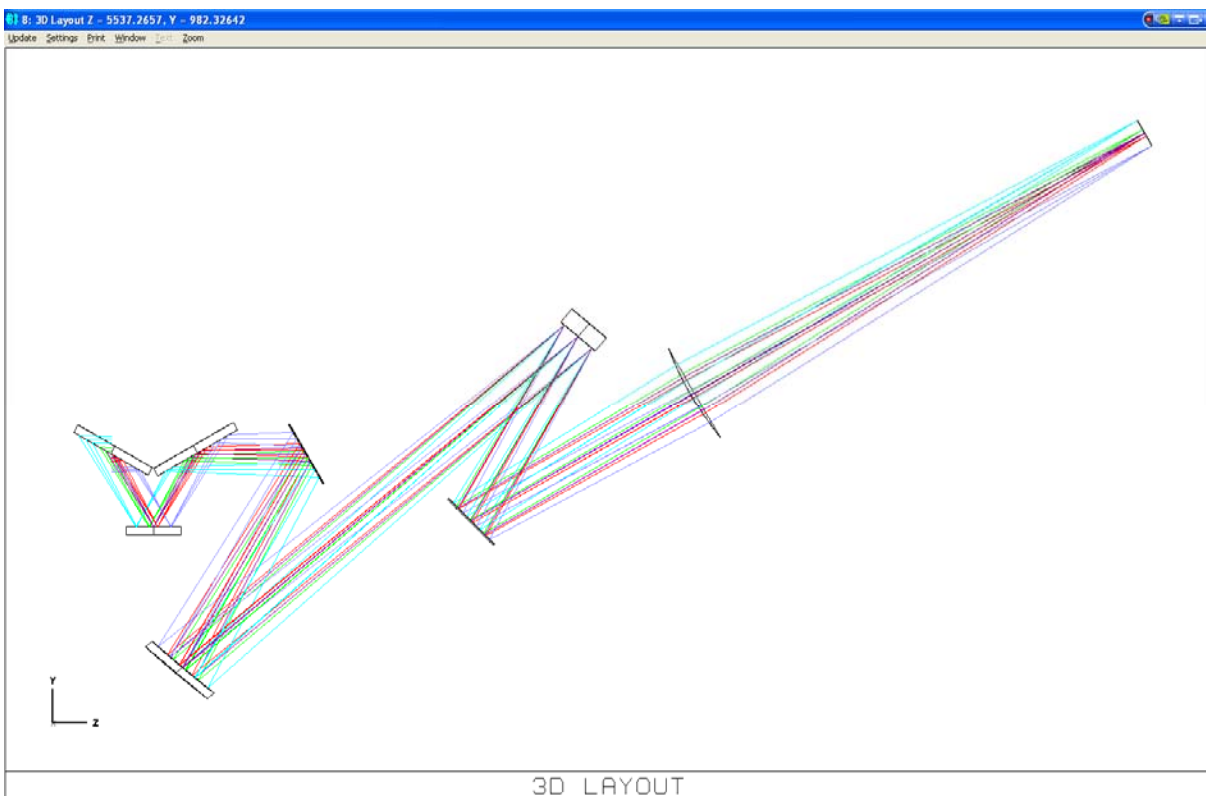 8: 3D Layout Z - 5537.2657, Y - 982.32642
Update Settings Print Window Text Zoom
Y
Z
3D LAYOUT